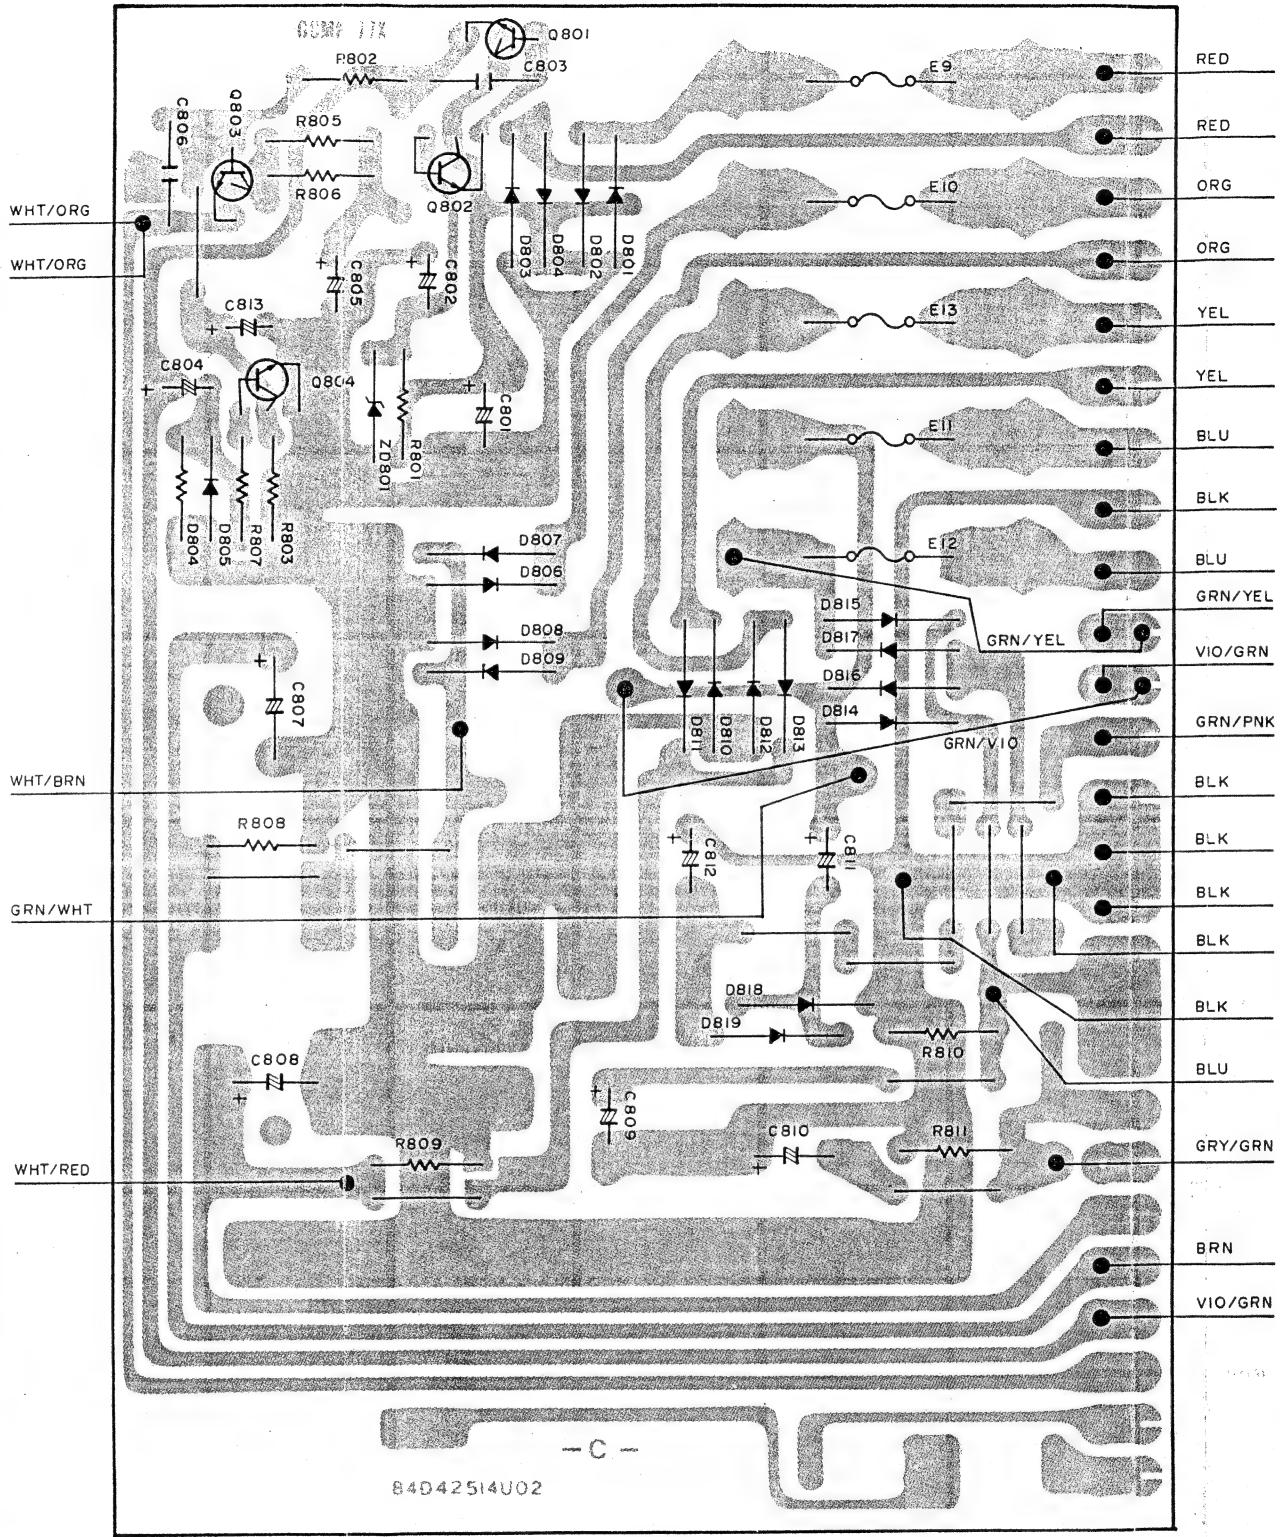 Q801
R802
C803
E9
RED
C806
Q803
R805
RED
R806
Q802
E10
ORG
WHT/ORG
WHT/ORG
D803
D804
D802
D801
ORG
C805
C802
C813
E13
YEL
C804
Q804
YEL
C801
E11
BLU
ZD801
R801
BLK
D804
D805
R807
R803
D807
E12
BLU
D806
D815
GRN/YEL
D808
D817
GRN/YEL
D809
D816
VIO/GRN
C807
D811
D810
D812
D813
D814
GRN/PNK
GRN/VIO
WHT/BRN
BLK
R808
C812
C811
BLK
GRN/WHT
BLK
BLK
D818
BLK
D819
R810
C808
BLU
C809
R809
C810
R811
GRY/GRN
WHT/RED
BRN
VIO/GRN
-C-
84D42514U02